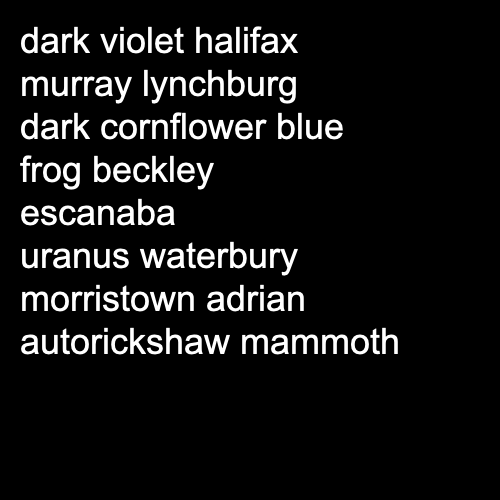 dark violet halifax
murray lynchburg
dark cornflower blue
frog beckley
escanaba
uranus waterbury
morristown adrian
autorickshaw mammoth